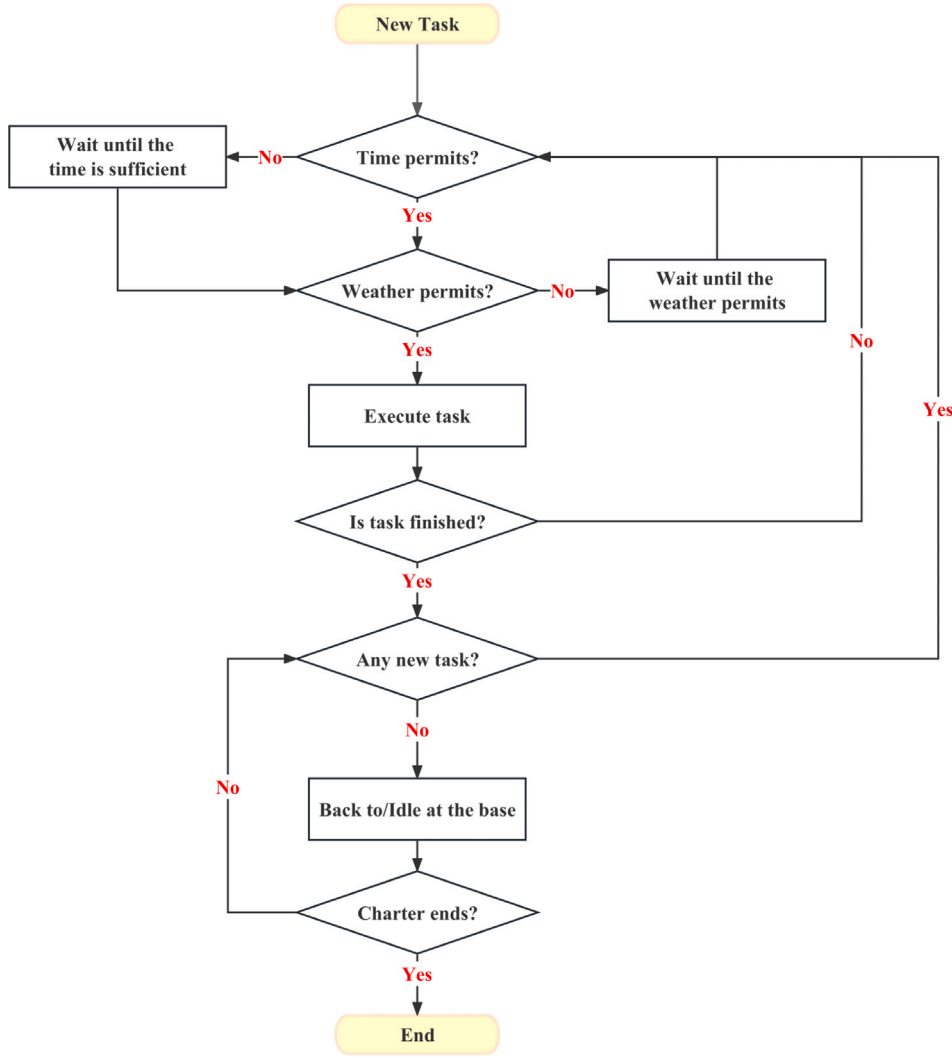 New Task
Wait until the
time is sufficient
No
Time permits?
Yes
Weather permits?
No
Wait until the
weather permits
Yes
No
Execute task
Yes
Is task finished?
Yes
Any new task?
No
No
Back to/Idle at the base
Charter ends?
Yes
End